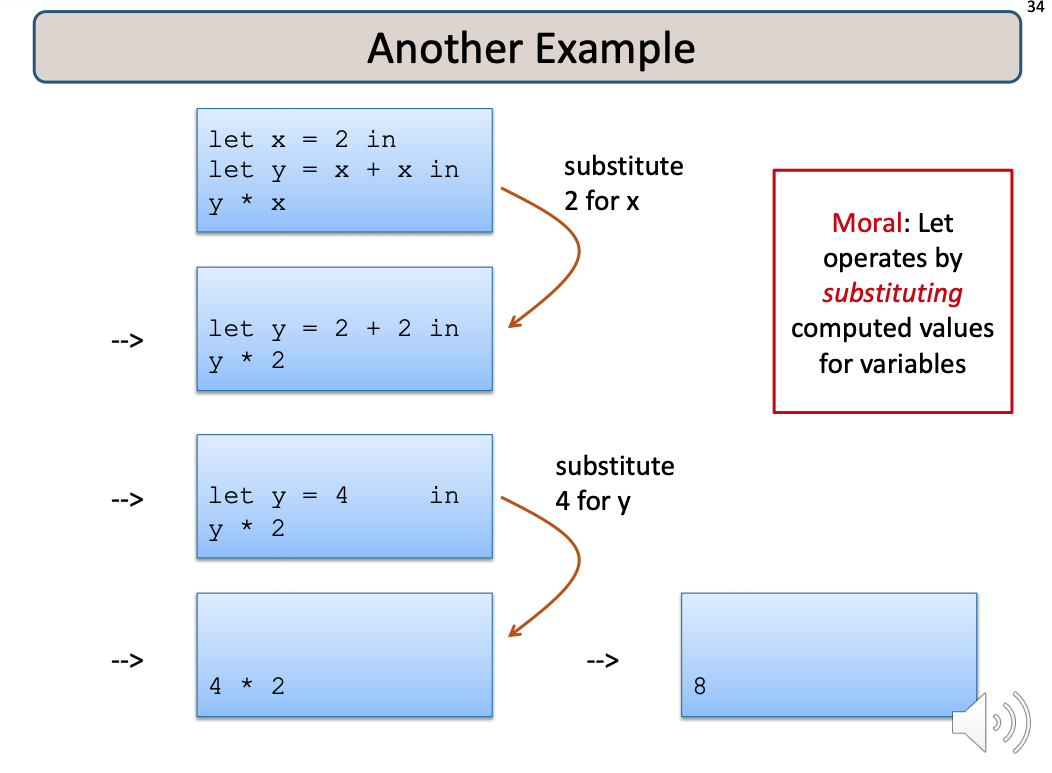 34
Another Example
let x = 2 in
let y = x + x in
y * x
substitute
2 for x
Moral: Let
operates by
substituting
computed values
for variables
-->
let y = 2 + 2 in
y * 2
-->
let y = 4     in
y * 2
substitute
4 for y
-->
4 * 2
-->
8